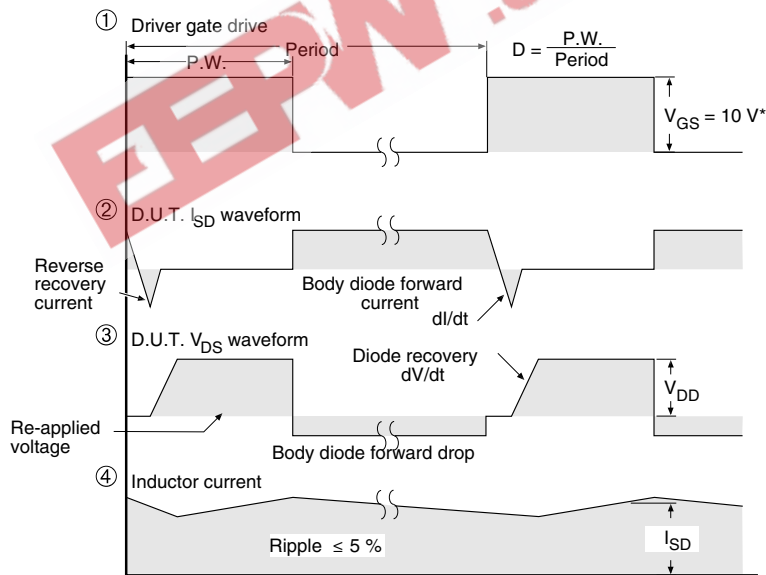 ① Driver gate drive
P.W.
Period
D = P.W.
Period
V_GS = 10 V*
② D.U.T. I_SD waveform
Reverse
recovery
current
Body diode forward
current
dI/dt
③ D.U.T. V_DS waveform
Diode recovery
dV/dt
V_DD
Re-applied
voltage
Body diode forward drop
④ Inductor current
Ripple ≤ 5 %
I_SD
EEPW